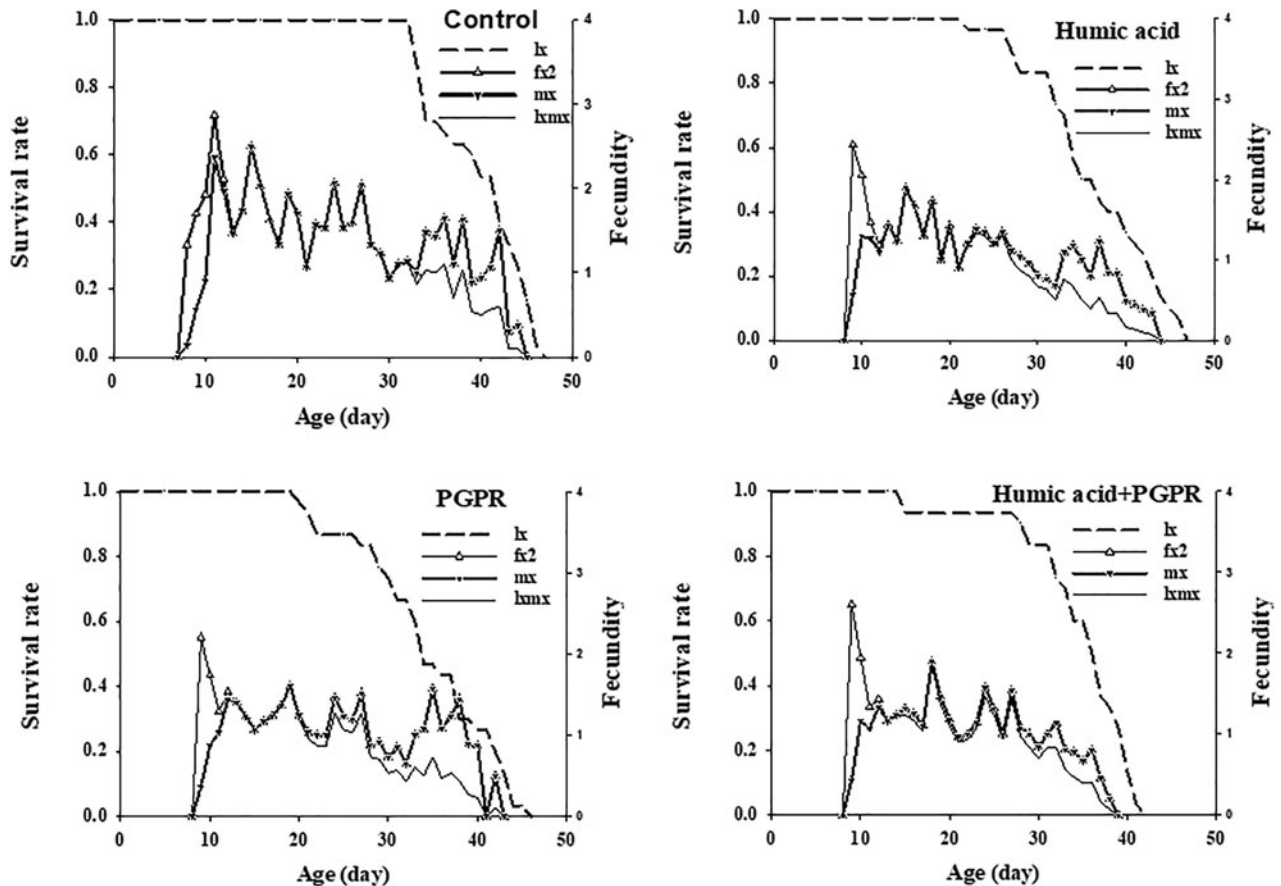 Control
lx
fx2
mx
lxmx
Survival rate
1.0
0.8
0.6
0.4
0.2
0.0
4
3
2
1
0
Fecundity
0 10 20 30 40 50
Age (day)
Humic acid
lx
fx2
mx
lxmx
Survival rate
1.0
0.8
0.6
0.4
0.2
0.0
4
3
2
1
0
Fecundity
0 10 20 30 40 50
Age (day)
PGPR
lx
fx2
mx
lxmx
Survival rate
1.0
0.8
0.6
0.4
0.2
0.0
4
3
2
1
0
Fecundity
0 10 20 30 40 50
Age (day)
Humic acid+PGPR
lx
fx2
mx
lxmx
Survival rate
1.0
0.8
0.6
0.4
0.2
0.0
4
3
2
1
0
Fecundity
0 10 20 30 40 50
Age (day)